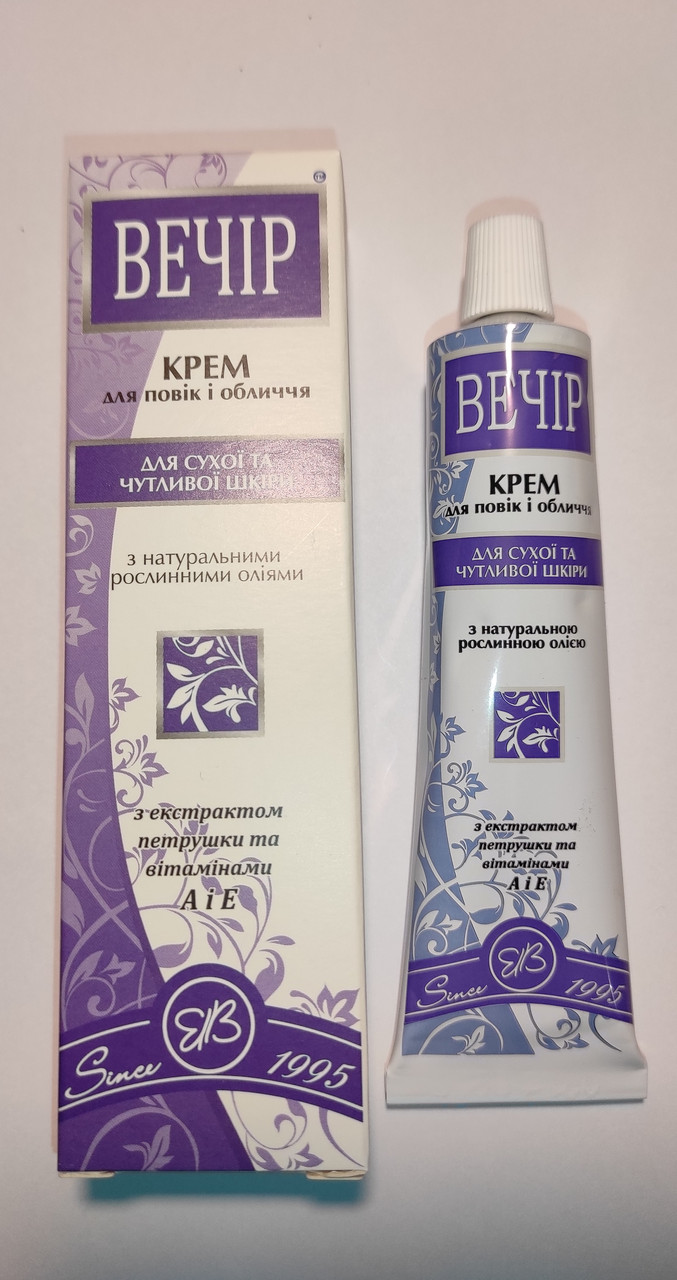 ВЕЧІР
КРЕМ
для повік і обличчя
ДЛЯ СУХОЇ ТА
ЧУТЛИВОЇ ШКІРИ
з натуральними
рослинними оліями
з екстрактом
петрушки та
вітамінами
А і Е
Since 1995
ВЕЧІР
КРЕМ
для повік і обличчя
ДЛЯ СУХОЇ ТА
ЧУТЛИВОЇ ШКІРИ
з натуральною
рослинною олією
з екстрактом
петрушки та
вітамінами
А і Е
Since 1995